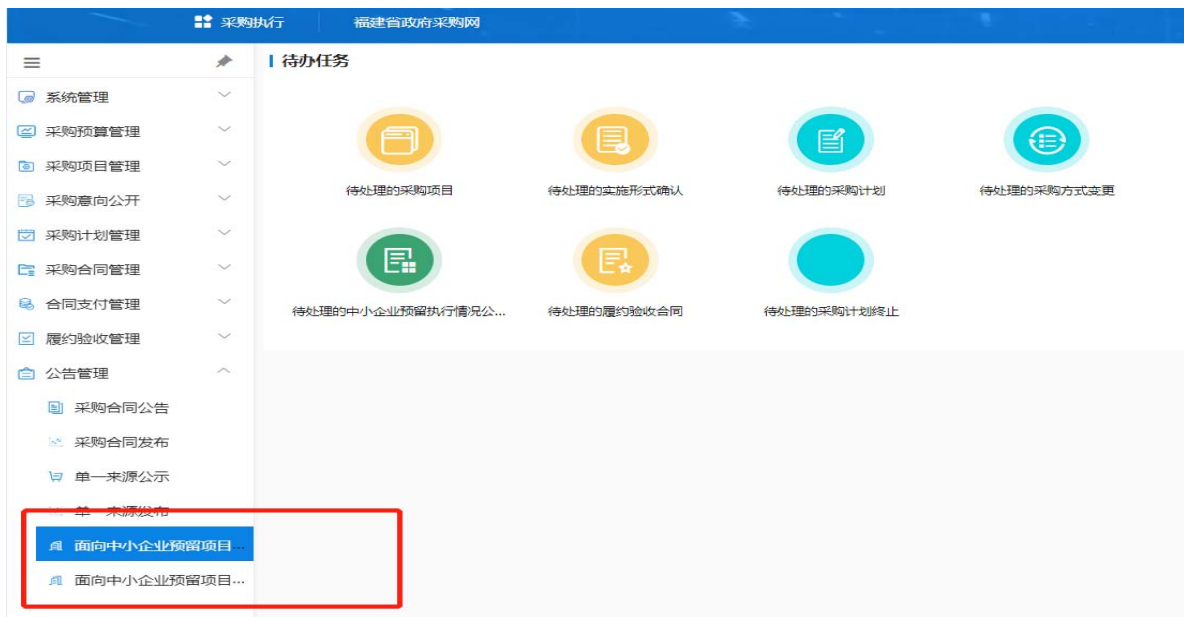 采购执行 福建省政府采购网
待办任务
系统管理
采购预算管理
采购项目管理
采购意向公开
采购计划管理
采购合同管理
合同支付管理
履约验收管理
公告管理
采购合同公告
采购合同发布
单一来源公示
单一来源发布
面向中小企业预留项目...
面向中小企业预留项目...
待处理的采购项目 待处理的实施形式确认 待处理的采购计划 待处理的采购方式变更
待处理的中小企业预留执行情况公... 待处理的履约验收合同 待处理的采购计划终止